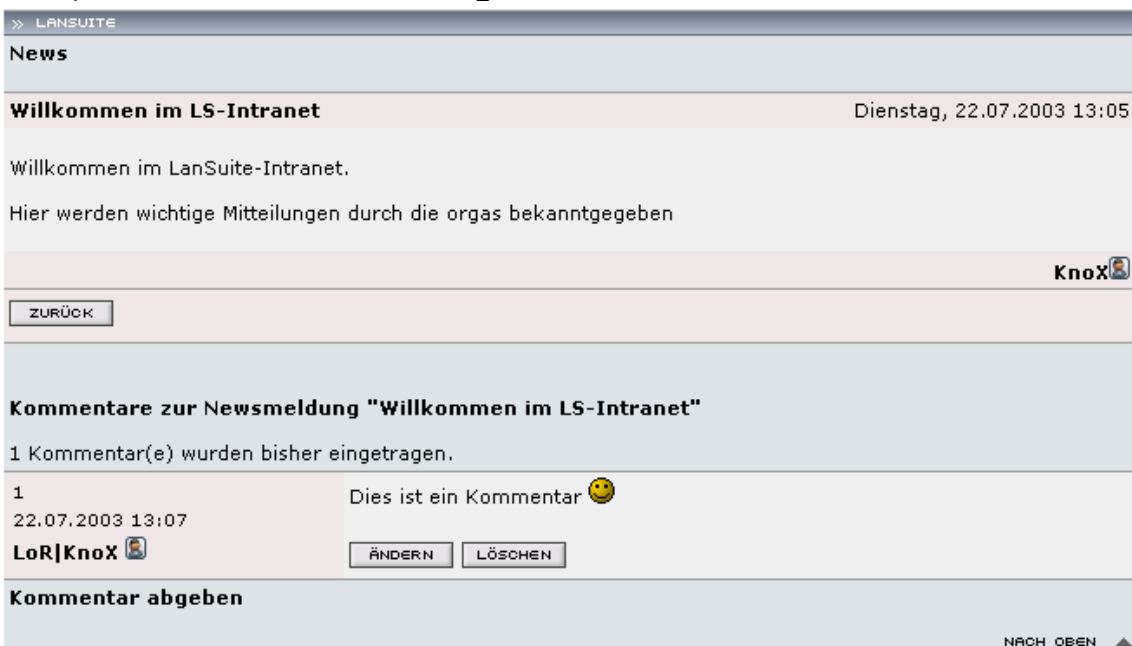 » LANSUITE
News
Willkommen im LS-Intranet Dienstag, 22.07.2003 13:05
Willkommen im LanSuite-Intranet.
Hier werden wichtige Mitteilungen durch die orgas bekanntgegeben
KnoX
ZURÜCK
Kommentare zur Newsmeldung "Willkommen im LS-Intranet"
1 Kommentar(e) wurden bisher eingetragen.
1
22.07.2003 13:07
LoR|KnoX
Dies ist ein Kommentar
ÄNDERN LÖSCHEN
Kommentar abgeben
NACH OBEN